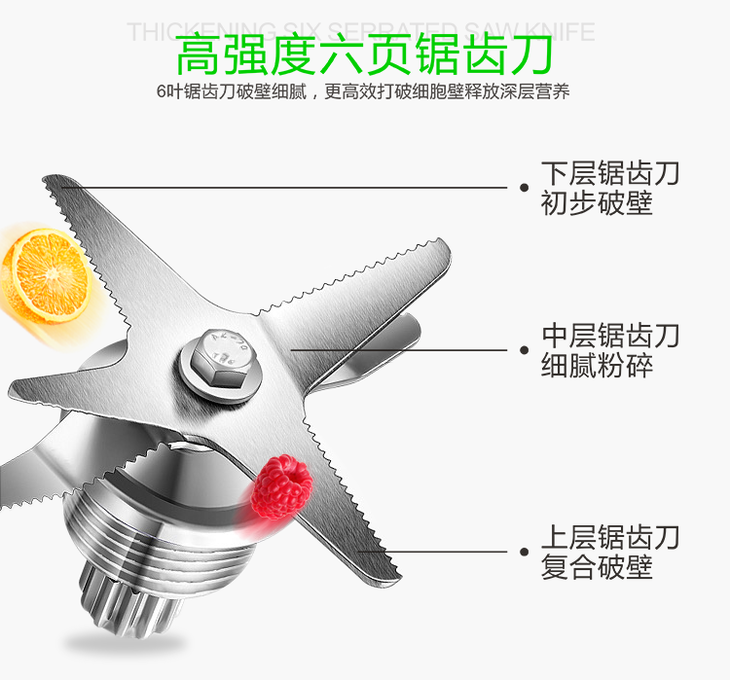 THICKENING SIX SERRATED SAW KNIFE
高强度六页锯齿刀
6叶锯齿刀破壁细腻，更高效打破细胞壁释放深层营养
下层锯齿刀
初步破壁
中层锯齿刀
细腻粉碎
上层锯齿刀
复合破壁